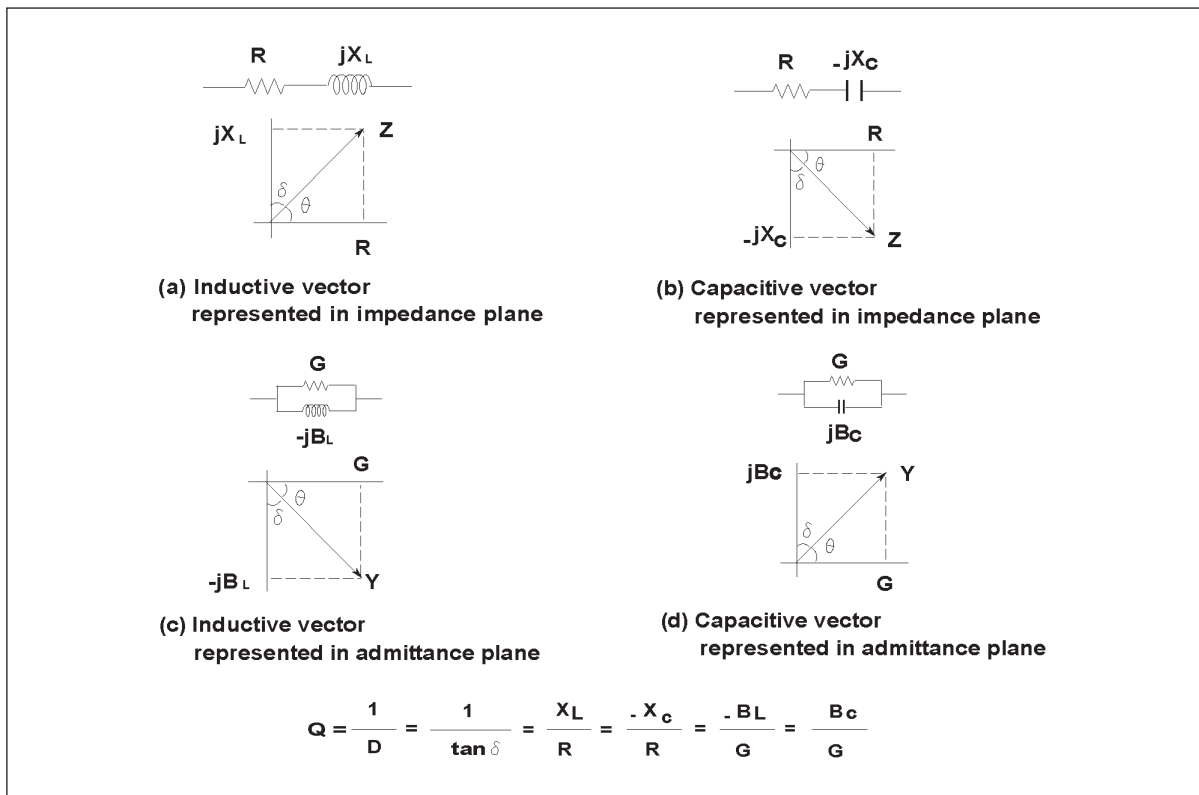 R jXL
jXL Z
δ
θ
R
(a) Inductive vector
represented in impedance plane
R -jXC
R
θ
δ
-jXC Z
(b) Capacitive vector
represented in impedance plane
G
-jBL
G
θ
δ
-jBL Y
(c) Inductive vector
represented in admittance plane
G
jBC
jBC Y
δ
θ
G
(d) Capacitive vector
represented in admittance plane
Q = 1/D = 1/tan δ = XL/R = -Xc/R = -BL/G = Bc/G